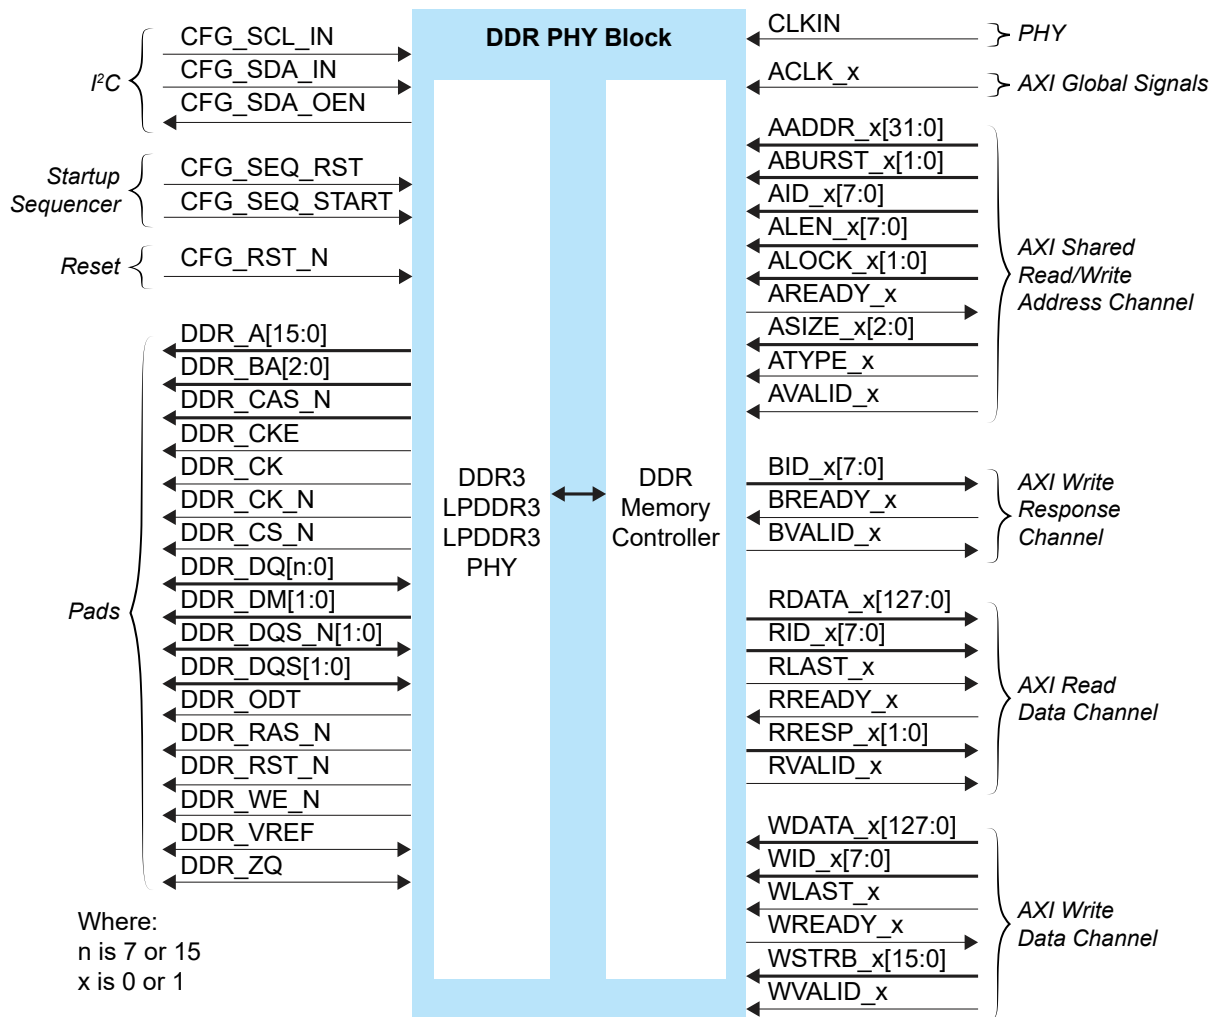 DDR PHY Block
I²C
CFG_SCL_IN
CFG_SDA_IN
CFG_SDA_OEN
Startup
Sequencer
CFG_SEQ_RST
CFG_SEQ_START
Reset
CFG_RST_N
Pads
DDR_A[15:0]
DDR_BA[2:0]
DDR_CAS_N
DDR_CKE
DDR_CK
DDR_CK_N
DDR_CS_N
DDR_DQ[n:0]
DDR_DM[1:0]
DDR_DQS_N[1:0]
DDR_DQS[1:0]
DDR_ODT
DDR_RAS_N
DDR_RST_N
DDR_WE_N
DDR_VREF
DDR_ZQ
Where:
n is 7 or 15
x is 0 or 1
DDR3
LPDDR3
LPDDR3
PHY
DDR
Memory
Controller
CLKIN
PHY
ACLK_x
AXI Global Signals
AADDR_x[31:0]
ABURST_x[1:0]
AID_x[7:0]
ALEN_x[7:0]
ALOCK_x[1:0]
AREADY_x
ASIZE_x[2:0]
ATYPE_x
AVALID_x
AXI Shared
Read/Write
Address Channel
BID_x[7:0]
BREADY_x
BVALID_x
AXI Write
Response
Channel
RDATA_x[127:0]
RID_x[7:0]
RLAST_x
RREADY_x
RRESP_x[1:0]
RVALID_x
AXI Read
Data Channel
WDATA_x[127:0]
WID_x[7:0]
WLAST_x
WREADY_x
WSTRB_x[15:0]
WVALID_x
AXI Write
Data Channel